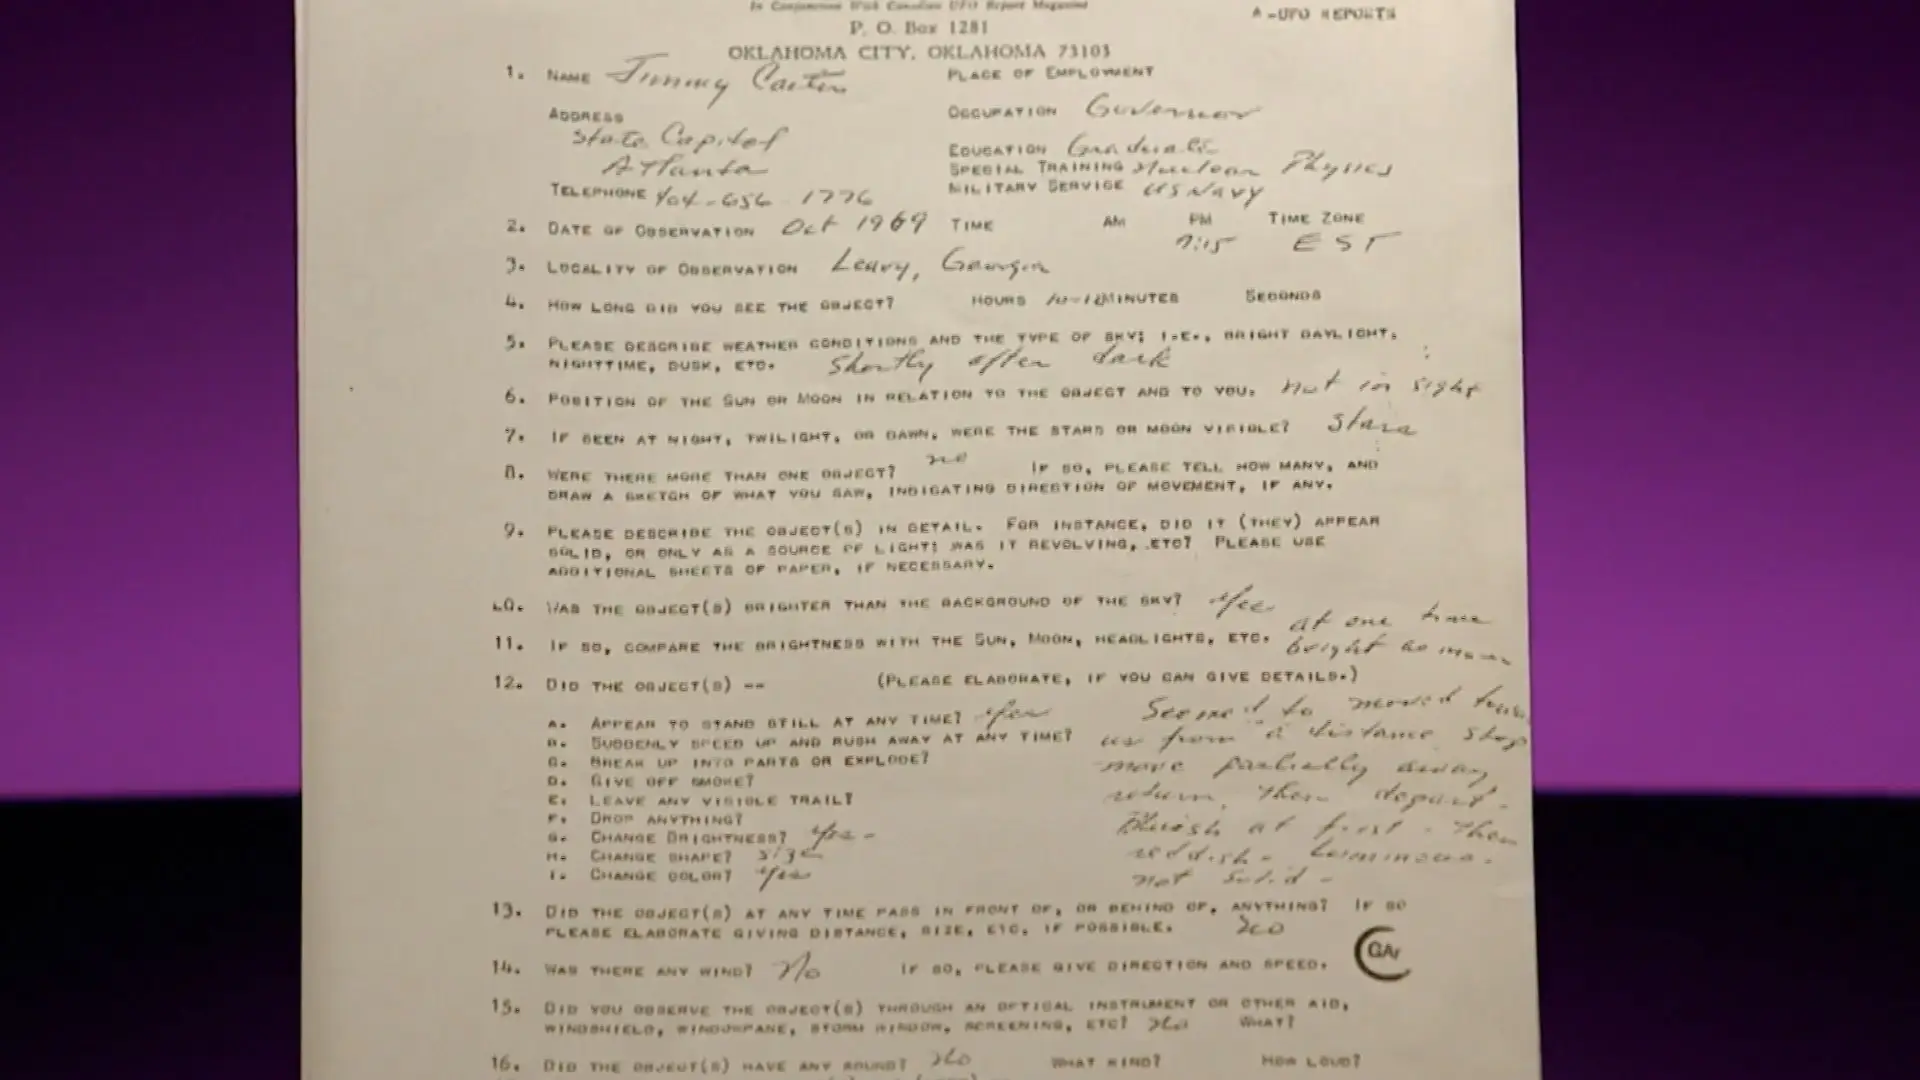 In Conjunction With Canadian UFO Report Magazine
P. O. Box 1281
A-UFO REPORTS
OKLAHOMA CITY, OKLAHOMA 73103
1. NAME Jimmy Carter PLACE OF EMPLOYMENT
ADDRESS OCCUPATION Governor
State Capitol
Atlanta EDUCATION Graduate
SPECIAL TRAINING Nuclear Physics
TELEPHONE 404-656-1776 MILITARY SERVICE US NAVY
2. DATE OF OBSERVATION Oct 1969 TIME AM PM TIME ZONE
7:15 EST
3. LOCALITY OF OBSERVATION Leary, Georgia
4. HOW LONG DID YOU SEE THE OBJECT? HOURS 10-12 MINUTES SECONDS
5. PLEASE DESCRIBE WEATHER CONDITIONS AND THE TYPE OF SKY; I.E., BRIGHT DAYLIGHT,
NIGHTTIME, DUSK, ETC. Shortly after dark
6. POSITION OF THE SUN OR MOON IN RELATION TO THE OBJECT AND TO YOU. not in sight
7. IF SEEN AT NIGHT, TWILIGHT, OR DAWN, WERE THE STARS OR MOON VISIBLE? Stars
8. WERE THERE MORE THAN ONE OBJECT? no IF SO, PLEASE TELL HOW MANY, AND
DRAW A SKETCH OF WHAT YOU SAW, INDICATING DIRECTION OF MOVEMENT, IF ANY.
9. PLEASE DESCRIBE THE OBJECT(S) IN DETAIL. FOR INSTANCE, DID IT (THEY) APPEAR
SOLID, OR ONLY AS A SOURCE OF LIGHT; WAS IT REVOLVING, ETC? PLEASE USE
ADDITIONAL SHEETS OF PAPER, IF NECESSARY.
10. WAS THE OBJECT(S) BRIGHTER THAN THE BACKGROUND OF THE SKY? Yes
at one time
11. IF SO, COMPARE THE BRIGHTNESS WITH THE SUN, MOON, HEADLIGHTS, ETC. bright as moon
12. DID THE OBJECT(S) -- (PLEASE ELABORATE, IF YOU CAN GIVE DETAILS.)
A. APPEAR TO STAND STILL AT ANY TIME? yes
B. SUDDENLY SPEED UP AND RUSH AWAY AT ANY TIME?
C. BREAK UP INTO PARTS OR EXPLODE?
D. GIVE OFF SMOKE?
E. LEAVE ANY VISIBLE TRAIL?
F. DROP ANYTHING?
G. CHANGE BRIGHTNESS? yes -
H. CHANGE SHAPE? size
I. CHANGE COLOR? yes
Seemed to moved
us from a distance, stop
move partially away
return, then depart.
Bluish at first - then
reddish - luminous.
not solid -
13. DID THE OBJECT(S) AT ANY TIME PASS IN FRONT OF, OR BEHIND OF, ANYTHING? IF SO
PLEASE ELABORATE GIVING DISTANCE, SIZE, ETC, IF POSSIBLE. no
14. WAS THERE ANY WIND? No IF SO, PLEASE GIVE DIRECTION AND SPEED.
15. DID YOU OBSERVE THE OBJECT(S) THROUGH AN OPTICAL INSTRUMENT OR OTHER AID,
WINDSHIELD, WINDOWPANE, STORM WINDOW, SCREENING, ETC? no WHAT?
16. DID THE OBJECT(S) HAVE ANY SOUND? no WHAT KIND? HOW LOUD?